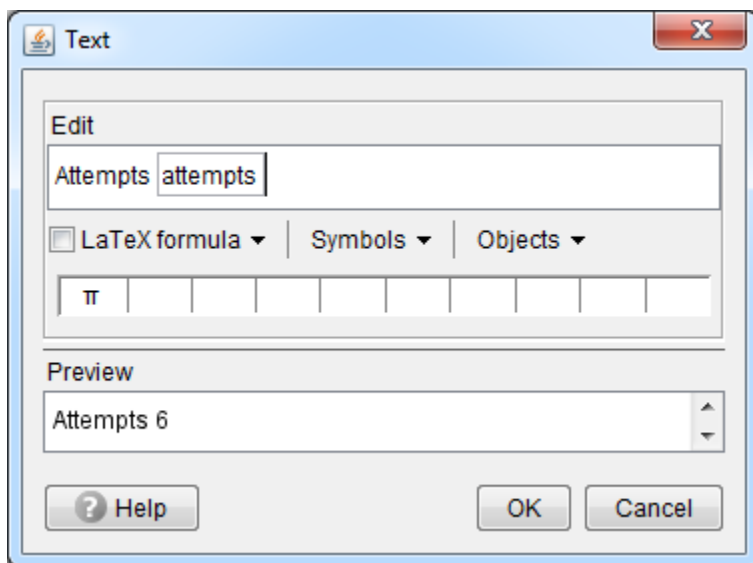 Text
Edit
Attempts attempts
LaTeX formula Symbols Objects
π
Preview
Attempts 6
? Help OK Cancel